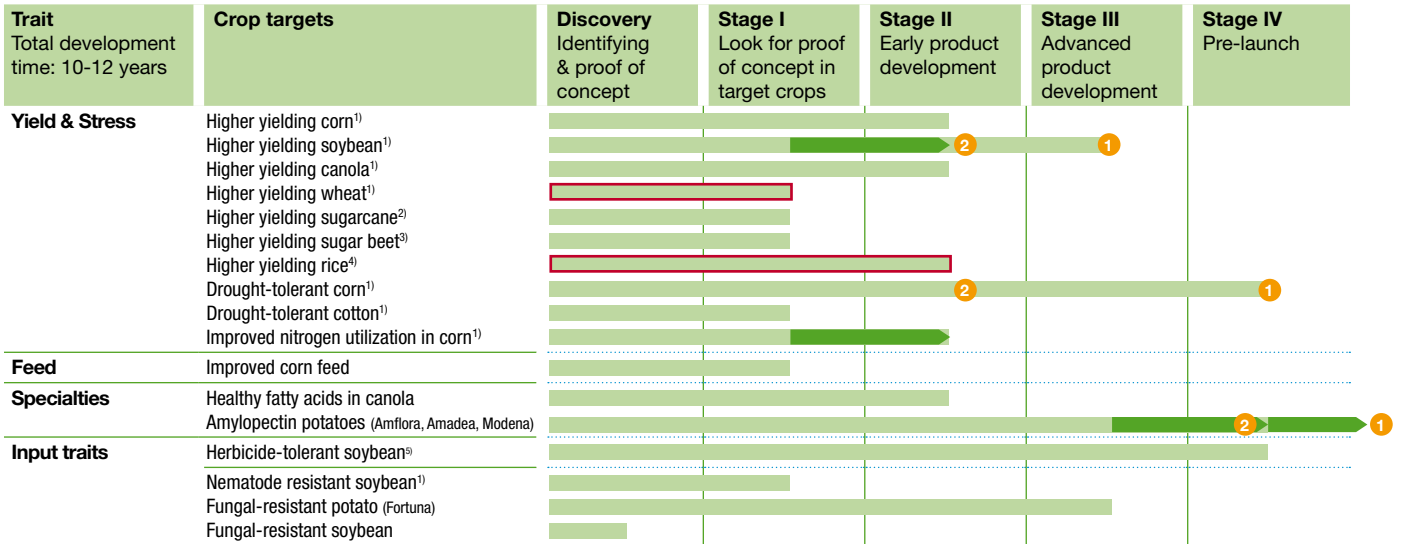 Trait
Total development
time: 10-12 years
Crop targets
Discovery
Identifying
& proof of
concept
Stage I
Look for proof
of concept in
target crops
Stage II
Early product
development
Stage III
Advanced
product
development
Stage IV
Pre-launch
Yield & Stress
Higher yielding corn1)
Higher yielding soybean1)
2
1
Higher yielding canola1)
Higher yielding wheat1)
Higher yielding sugarcane2)
Higher yielding sugar beet3)
Higher yielding rice4)
Drought-tolerant corn1)
2
1
Drought-tolerant cotton1)
Improved nitrogen utilization in corn1)
Feed
Improved corn feed
Specialties
Healthy fatty acids in canola
Amylopectin potatoes (Amflora, Amadea, Modena)
2
1
Input traits
Herbicide-tolerant soybean5)
Nematode resistant soybean1)
Fungal-resistant potato (Fortuna)
Fungal-resistant soybean